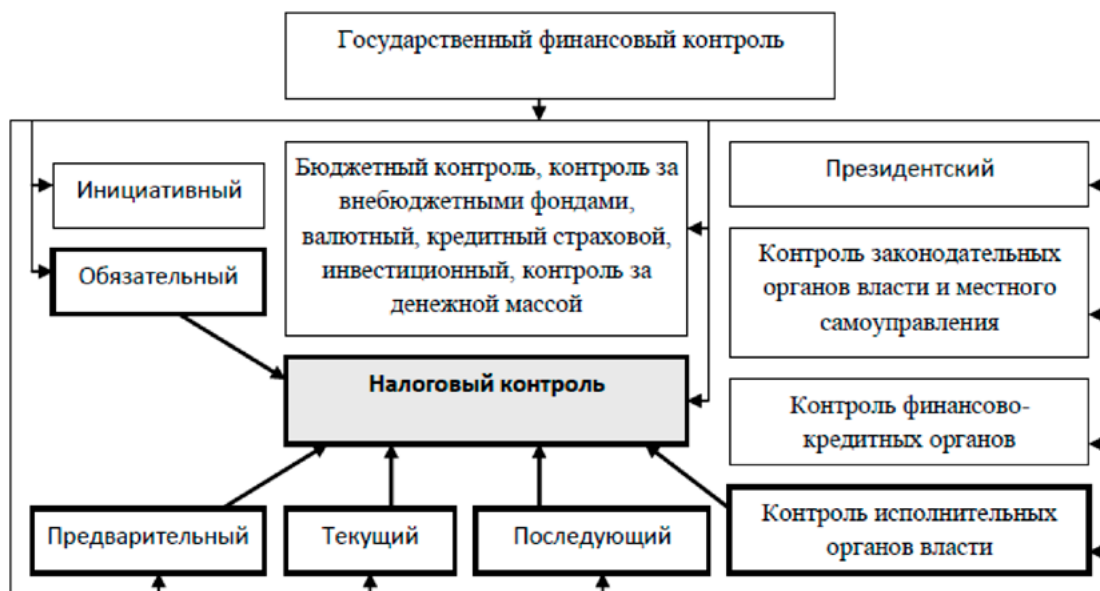 Государственный финансовый контроль
Инициативный
Обязательный
Бюджетный контроль, контроль за
внебюджетными фондами,
валютный, кредитный страховой,
инвестиционный, контроль за
денежной массой
Президентский
Контроль законодательных
органов власти и местного
самоуправления
Налоговый контроль
Контроль финансово-
кредитных органов
Предварительный
Текущий
Последующий
Контроль исполнительных
органов власти